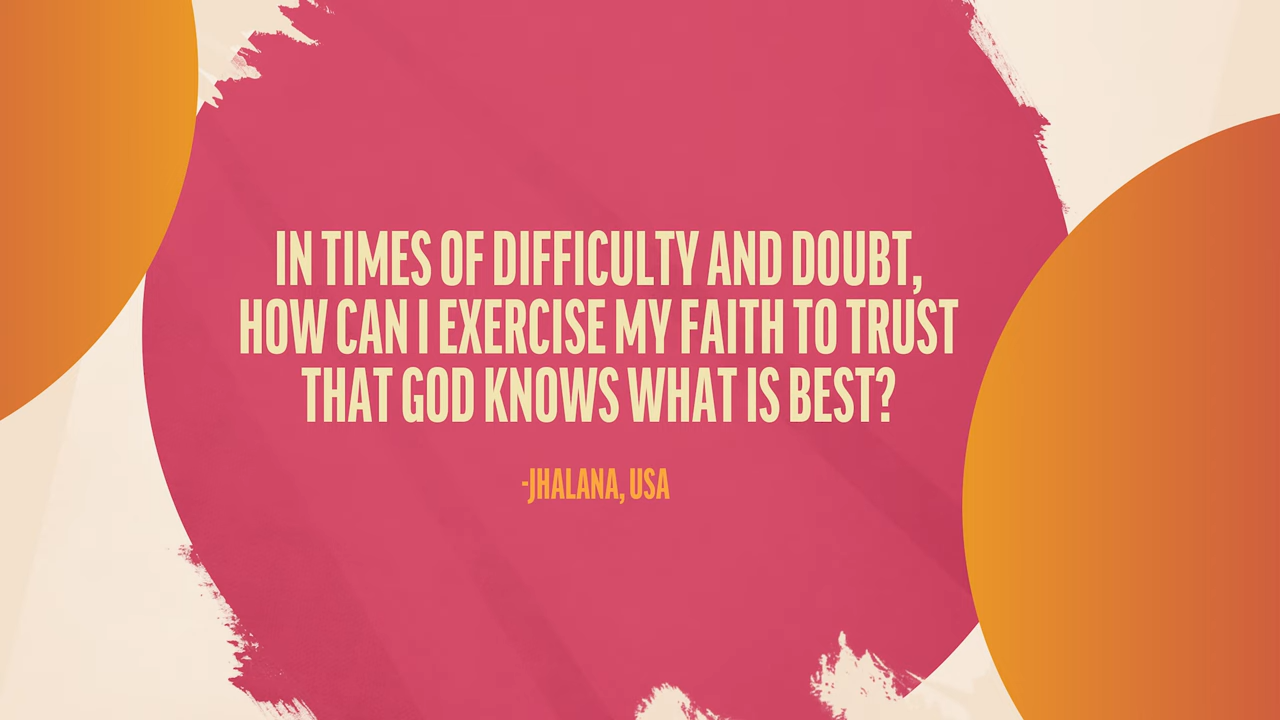 IN TIMES OF DIFFICULTY AND DOUBT,
HOW CAN I EXERCISE MY FAITH TO TRUST
THAT GOD KNOWS WHAT IS BEST?
-JHALANA, USA